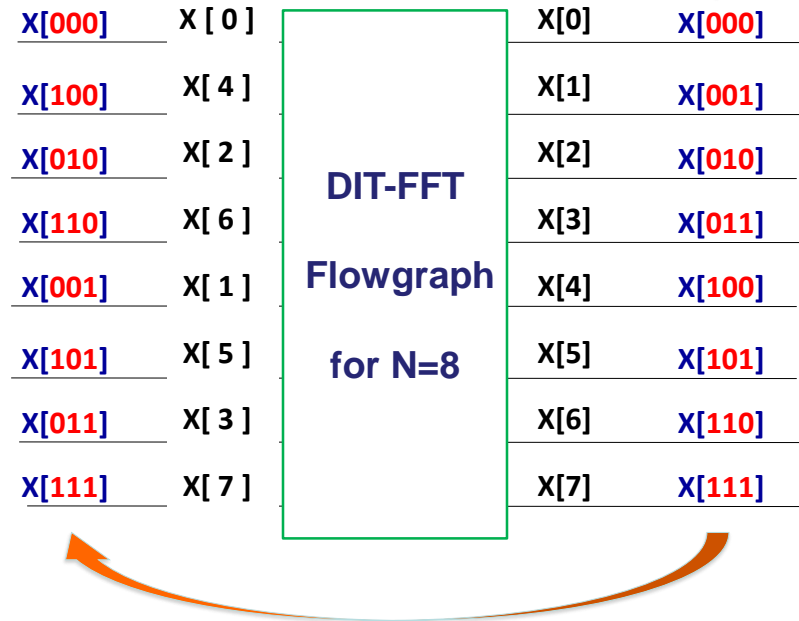 X[000] X [ 0 ] X[0] X[000]
X[100] X[ 4 ] X[1] X[001]
X[010] X[ 2 ] X[2] X[010]
DIT-FFT
X[110] X[ 6 ] X[3] X[011]
Flowgraph
X[001] X[ 1 ] X[4] X[100]
for N=8
X[101] X[ 5 ] X[5] X[101]
X[011] X[ 3 ] X[6] X[110]
X[111] X[ 7 ] X[7] X[111]